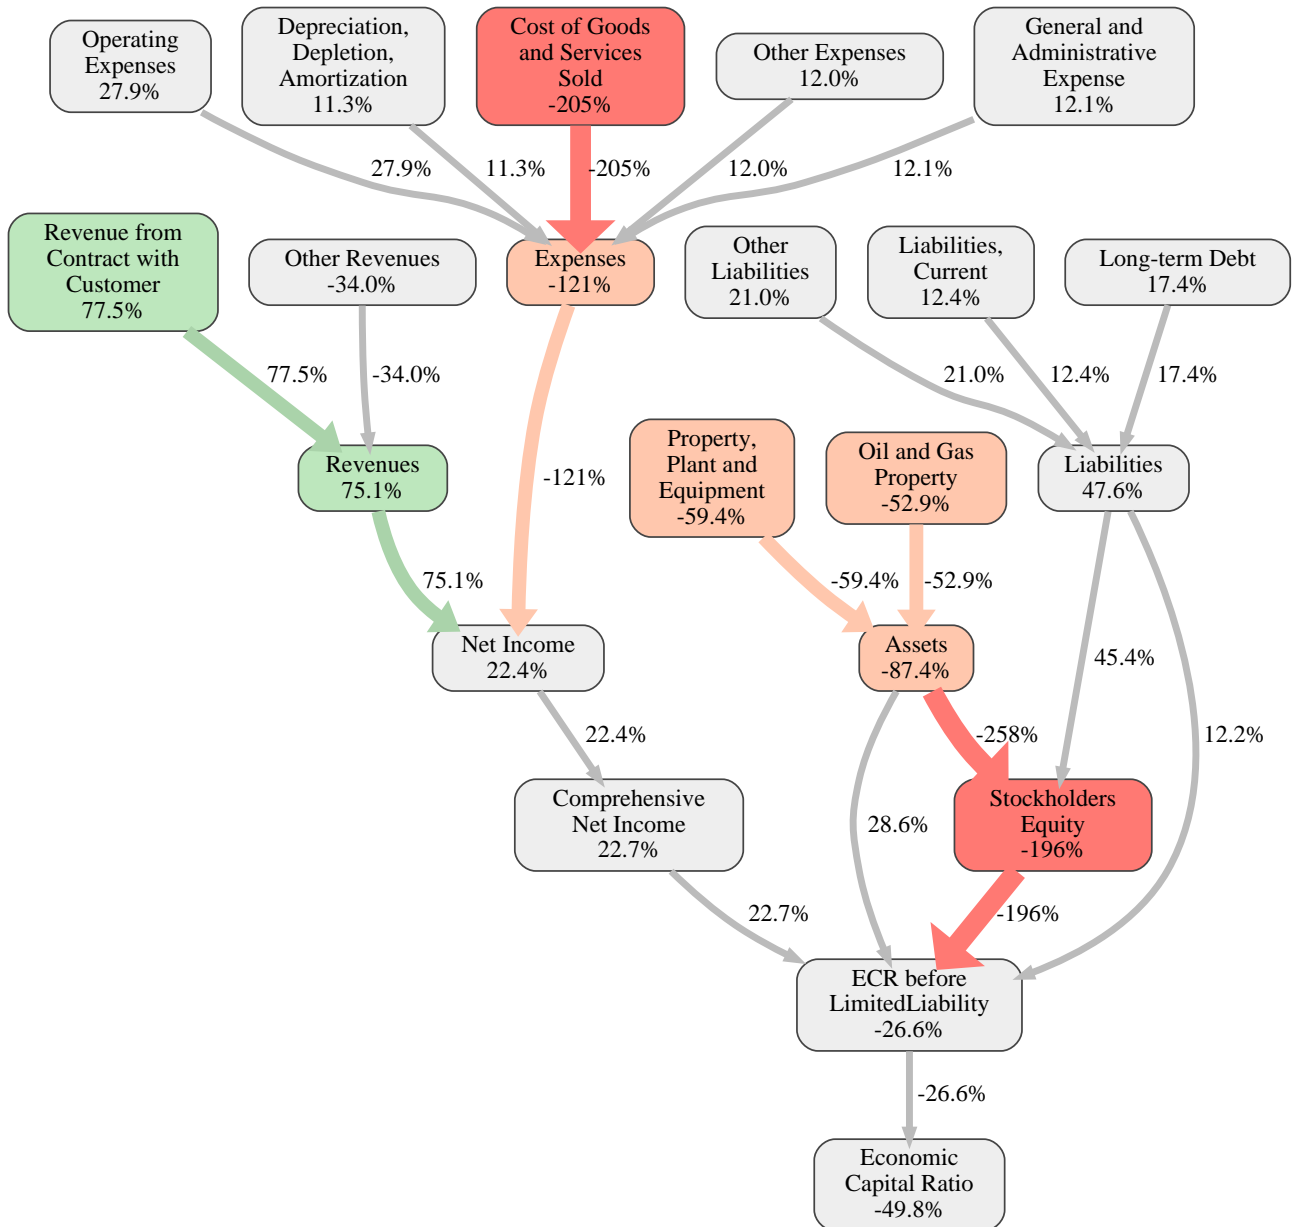 Operating
Expenses
27.9%
Depreciation,
Depletion,
Amortization
11.3%
Cost of Goods
and Services
Sold
-205%
Other Expenses
12.0%
General and
Administrative
Expense
12.1%
27.9%
11.3%
-205%
12.0%
12.1%
Revenue from
Contract with
Customer
77.5%
Other Revenues
-34.0%
Expenses
-121%
Other
Liabilities
21.0%
Liabilities,
Current
12.4%
Long-term Debt
17.4%
77.5%
-34.0%
21.0%
12.4%
17.4%
Revenues
75.1%
-121%
Property,
Plant and
Equipment
-59.4%
Oil and Gas
Property
-52.9%
Liabilities
47.6%
75.1%
-59.4%
-52.9%
Net Income
22.4%
Assets
-87.4%
45.4%
22.4%
-258%
12.2%
Comprehensive
Net Income
22.7%
28.6%
Stockholders
Equity
-196%
22.7%
-196%
ECR before
LimitedLiability
-26.6%
-26.6%
Economic
Capital Ratio
-49.8%